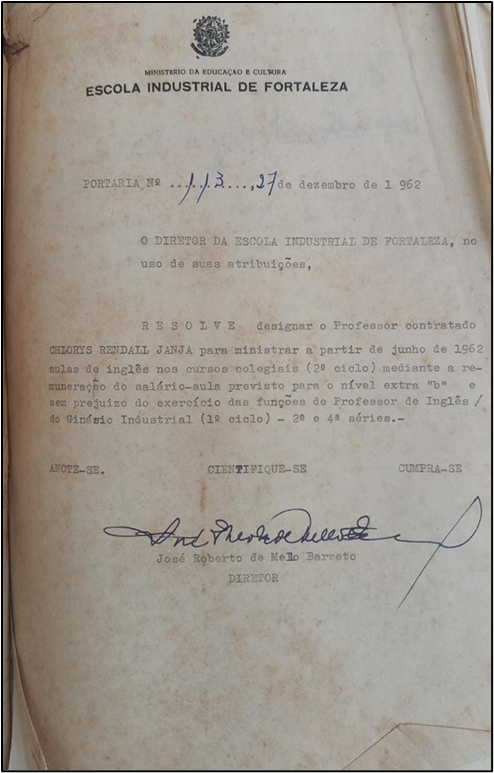 MINISTÉRIO DA EDUCAÇÃO E CULTURA
ESCOLA INDUSTRIAL DE FORTALEZA
PORTARIA Nº ...113...,27 de dezembro de 1 962
O DIRETOR DA ESCOLA INDUSTRIAL DE FORTALEZA, no
uso de suas atribuições,
R E S O L V E designar o Professor contratado
CHLORYS RENDALL JANJA para ministrar a partir de junho de 1962
aulas de inglês nos cursos colegiais (2º ciclo) mediante a re-
muneração do salário-aula previsto para o nível extra "b" e
sem prejuizo do exercício das funções de Professor de Inglês /
do Ginásio Industrial (1º ciclo) - 2ª e 4ª séries.-
ANOTE-SE. CIENTIFIQUE-SE CUMPRA-SE
José Roberto de Melo Barreto
DIRETOR